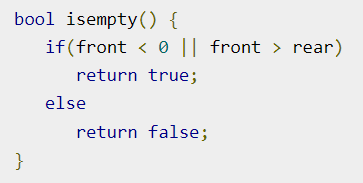 bool isempty() {
   if(front < 0 || front > rear)
      return true;
   else
      return false;
}